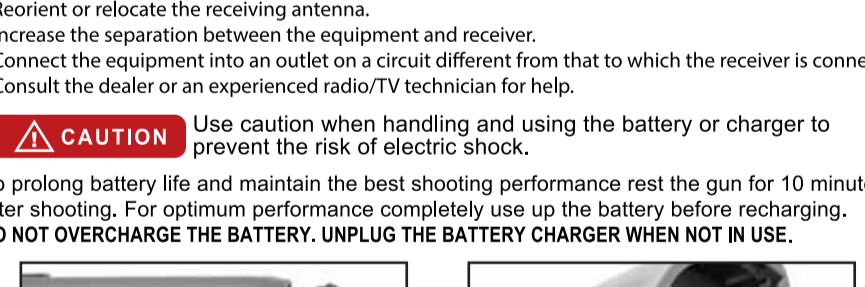 Reorient or relocate the receiving antenna.
ncrease the separation between the equipment and receiver.
Connect the equipment into an outlet on a circuit different from that to which the receiver is conne
Consult the dealer or an experienced radio/TV technician for help.
CAUTION
Use caution when handling and using the battery or charger to
prevent the risk of electric shock.
o prolong battery life and maintain the best shooting performance rest the gun for 10 minut
ter shooting. For optimum performance completely use up the battery before recharging.
O NOT OVERCHARGE THE BATTERY. UNPLUG THE BATTERY CHARGER WHEN NOT IN USE.